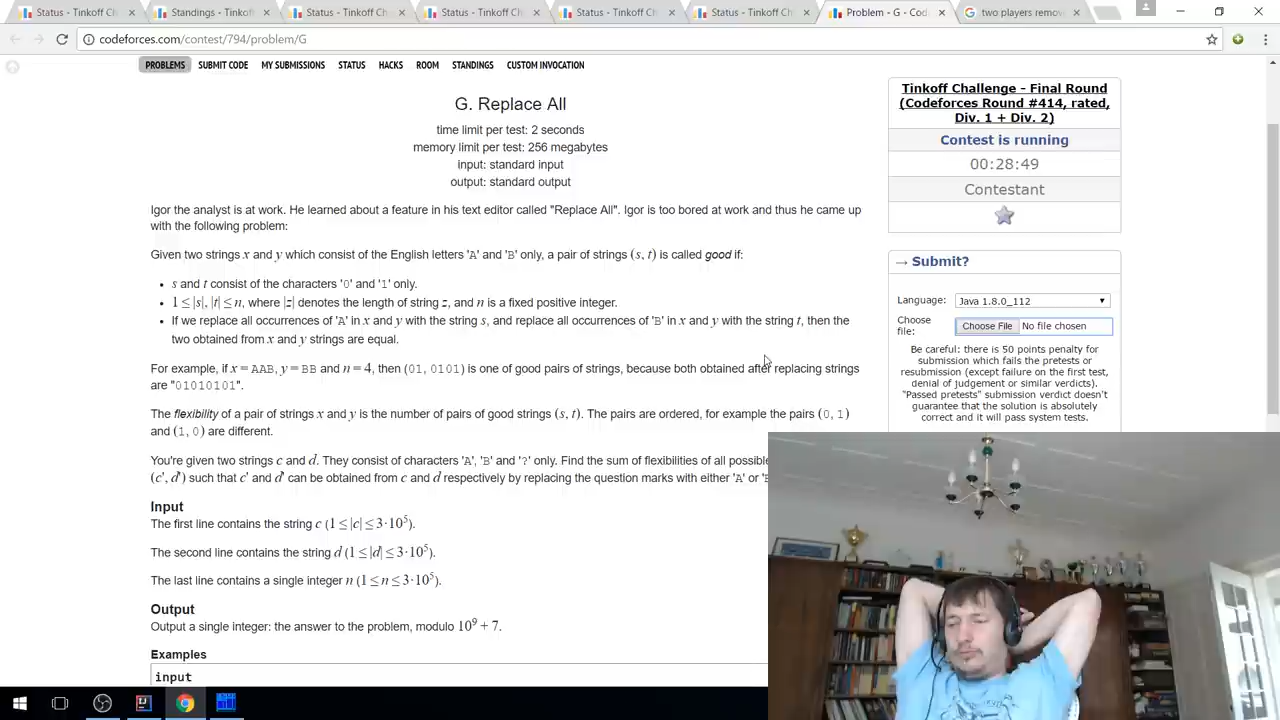 Status - Tinkoff Ch
Standings - Tinkoff
Status - Tinkoff Ch
Status - Tinkoff Ch
Status - Tinkoff Ch
Status - Tinkoff Ch
Problem - G - Code
two players remov
codeforces.com/contest/794/problem/G
PROBLEMS SUBMIT CODE MY SUBMISSIONS STATUS HACKS ROOM STANDINGS CUSTOM INVOCATION
G. Replace All
time limit per test: 2 seconds
memory limit per test: 256 megabytes
input: standard input
output: standard output
Igor the analyst is at work. He learned about a feature in his text editor called "Replace All". Igor is too bored at work and thus he came up
with the following problem:
Given two strings x and y which consist of the English letters 'A' and 'B' only, a pair of strings (s, t) is called good if:
• s and t consist of the characters '0' and '1' only.
• 1 ≤ |s|, |t| ≤ n, where |z| denotes the length of string z, and n is a fixed positive integer.
• If we replace all occurrences of 'A' in x and y with the string s, and replace all occurrences of 'B' in x and y with the string t, then the
two obtained from x and y strings are equal.
For example, if x = AAB, y = BB and n = 4, then (01, 0101) is one of good pairs of strings, because both obtained after replacing strings
are "01010101".
The flexibility of a pair of strings x and y is the number of pairs of good strings (s, t). The pairs are ordered, for example the pairs (0, 1)
and (1, 0) are different.
You're given two strings c and d. They consist of characters 'A', 'B' and '?' only. Find the sum of flexibilities of all possible
(c', d') such that c' and d' can be obtained from c and d respectively by replacing the question marks with either 'A' or
Input
The first line contains the string c (1 ≤ |c| ≤ 3·10⁵).
The second line contains the string d (1 ≤ |d| ≤ 3·10⁵).
The last line contains a single integer n (1 ≤ n ≤ 3·10⁵).
Output
Output a single integer: the answer to the problem, modulo 10⁹ + 7.
Examples
input
Tinkoff Challenge - Final Round
(Codeforces Round #414, rated,
Div. 1 + Div. 2)
Contest is running
00:28:49
Contestant
→ Submit?
Language: Java 1.8.0_112
Choose
file: Choose File No file chosen
Be careful: there is 50 points penalty for
submission which fails the pretests or
resubmission (except failure on the first test,
denial of judgement or similar verdicts).
"Passed pretests" submission verdict doesn't
guarantee that the solution is absolutely
correct and it will pass system tests.